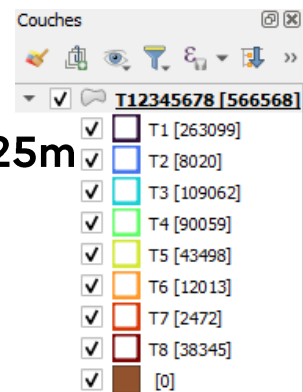 Couches
T12345678 [566568]
T1 [263099]
25m
T2 [8020]
T3 [109062]
T4 [90059]
T5 [43498]
T6 [12013]
T7 [2472]
T8 [38345]
[0]